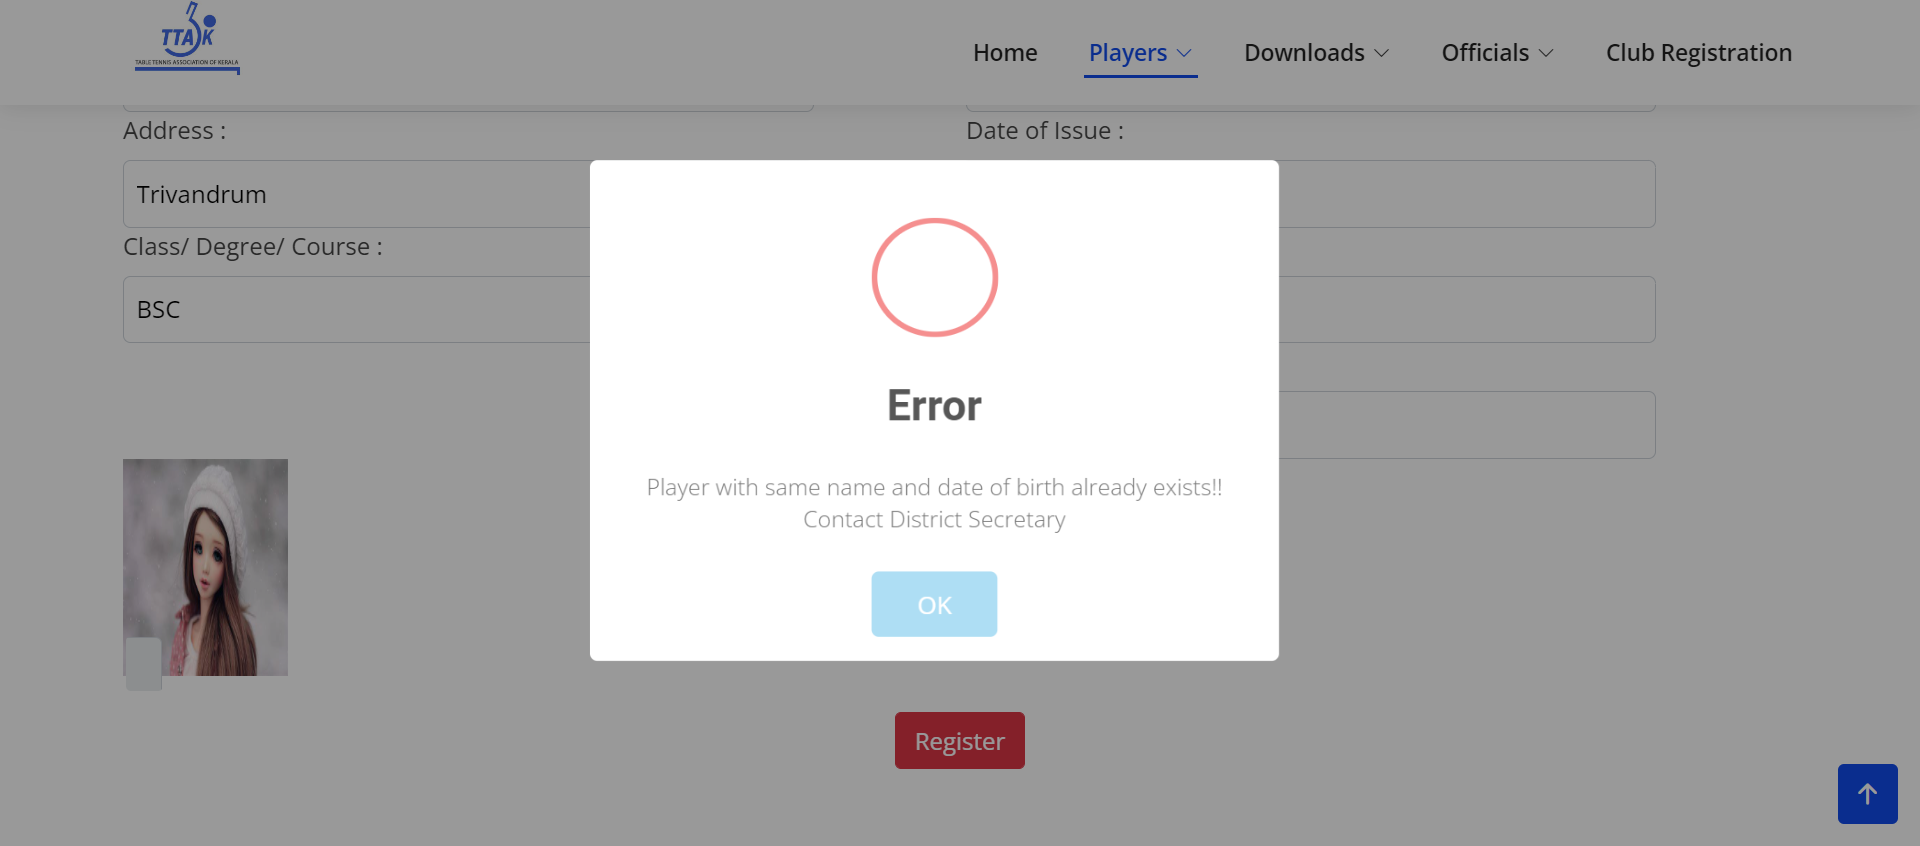 TTAK
TABLE TENNIS ASSOCIATION OF KERALA
Home
Players
Downloads
Officials
Club Registration
Address :
Date of Issue :
Trivandrum
Class/ Degree/ Course :
BSC
Error
Player with same name and date of birth already exists!!
Contact District Secretary
OK
Register